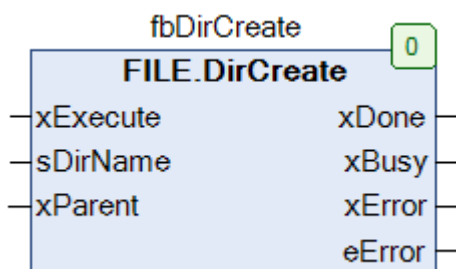 fbDirCreate
0
FILE.DirCreate
xExecute xDone
sDirName xBusy
xParent xError
eError